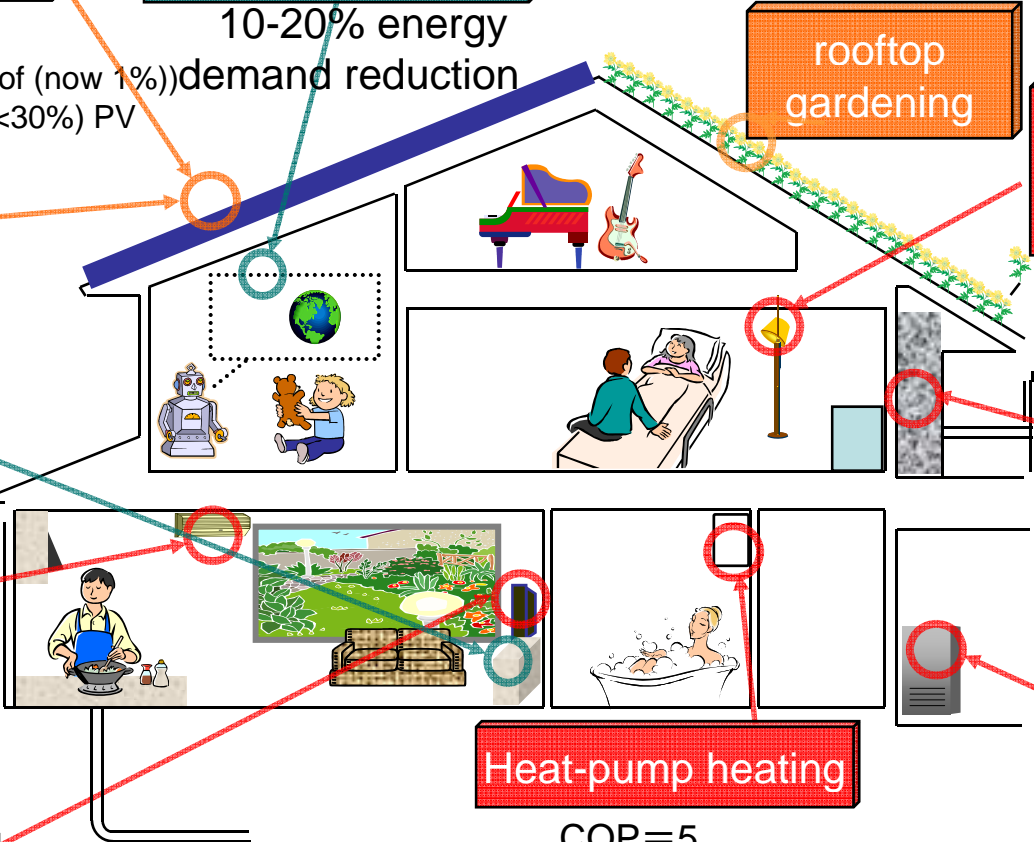 10-20% energy
demand reduction
of (now 1%))
<30%) PV
rooftop
gardening
Heat-pump heating
COP＝5